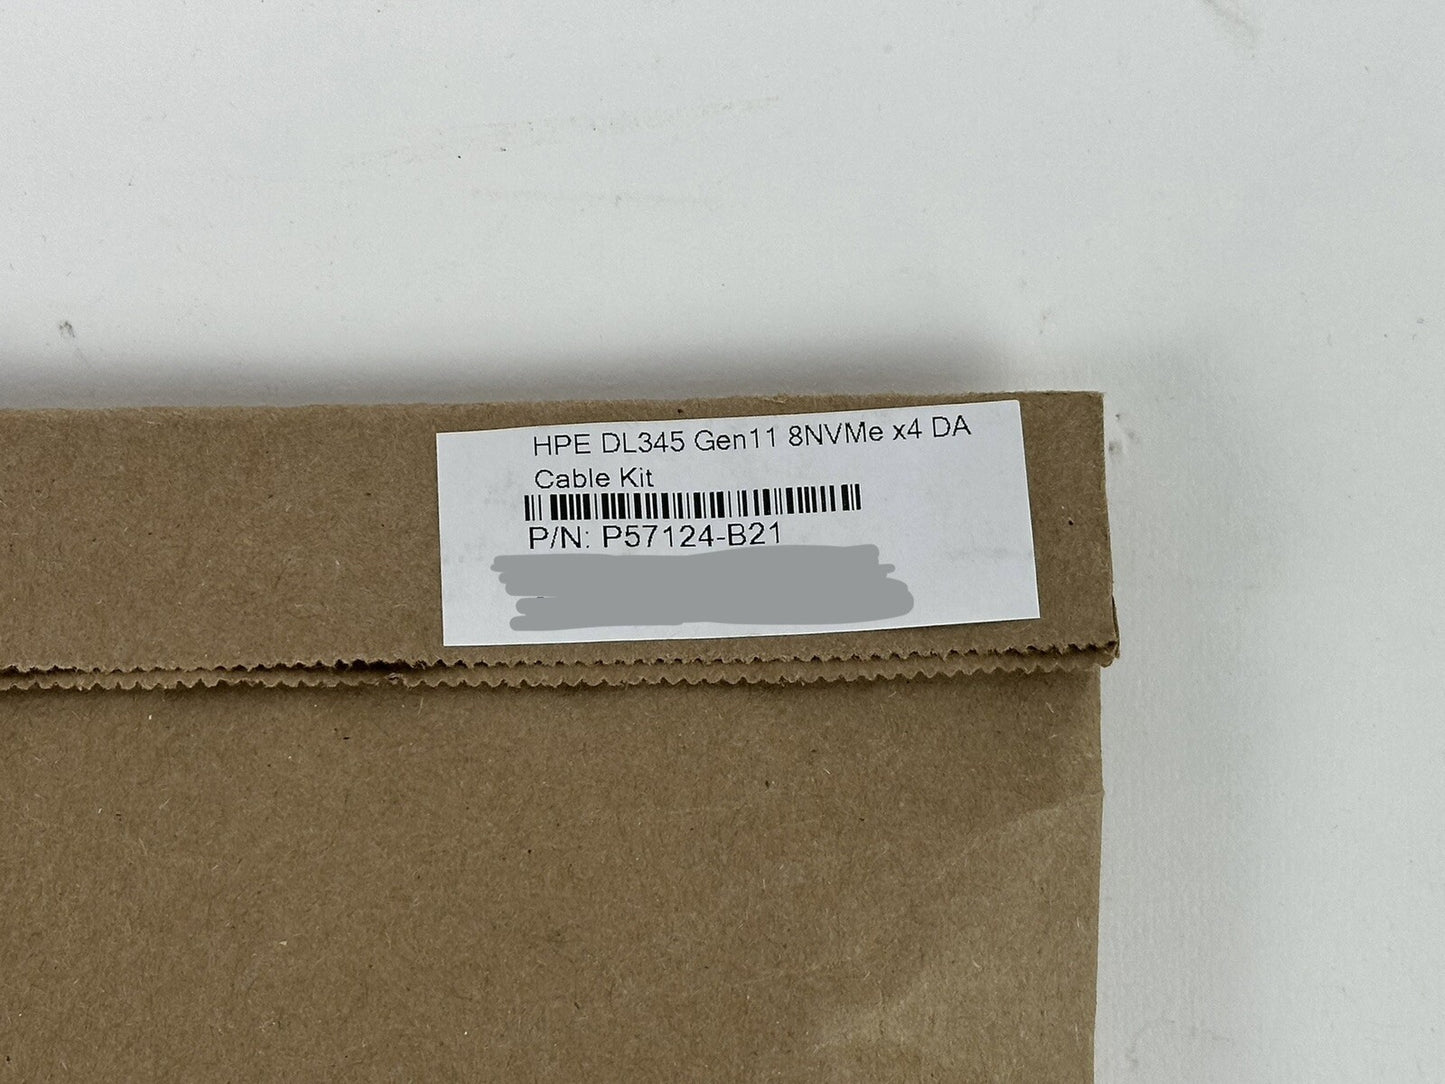 HPE DL345 Gen11 8NVMe x4 DA
Cable Kit
P/N: P57124-B21